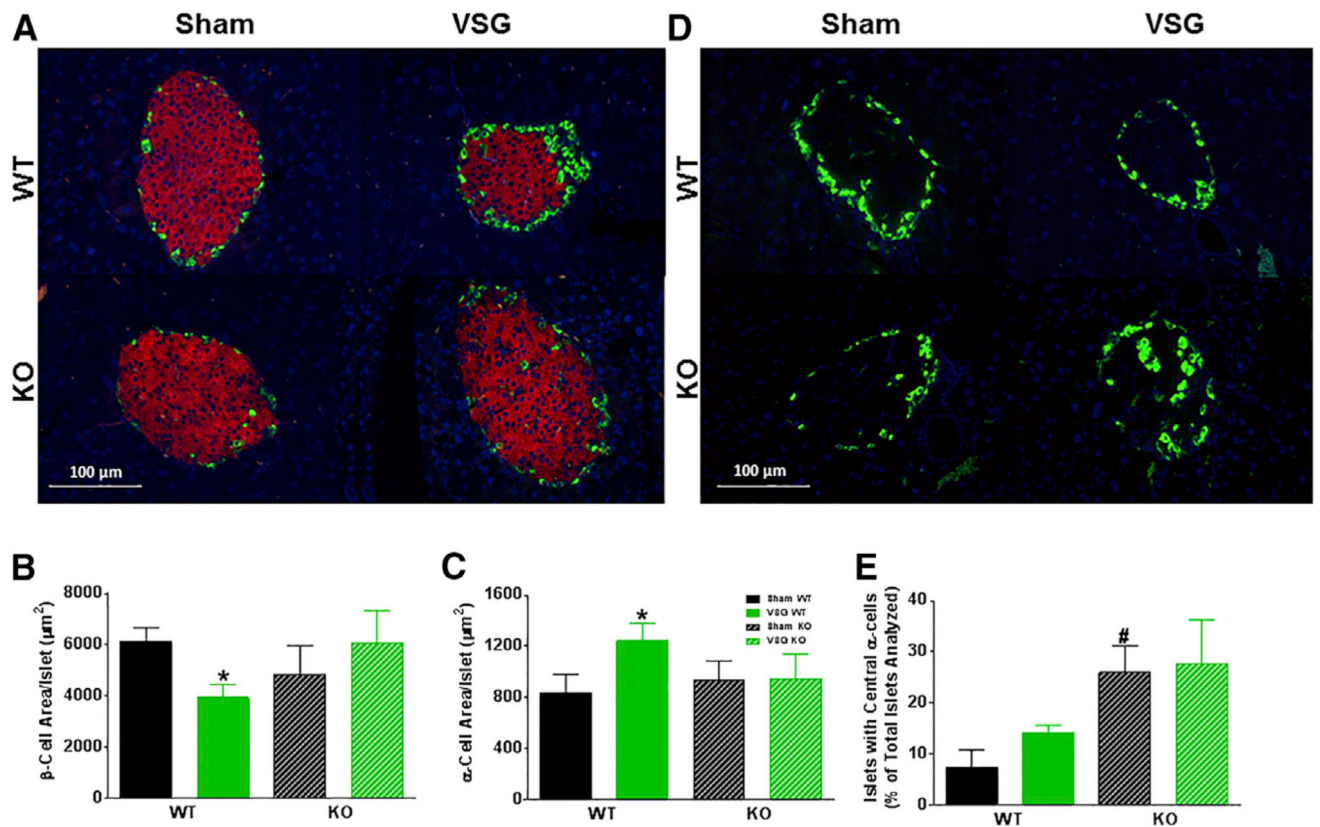 A
Sham
VSG
WT
KO
100 µm
D
Sham
VSG
WT
KO
100 µm
B
β-Cell Area/Islet (µm²)
8000
6000
4000
2000
0
*
WT
KO
C
α-Cell Area/Islet (µm²)
1600
1200
800
400
0
*
Sham WT
VSG WT
Sham KO
VSG KO
WT
KO
E
Islets with Central α-cells
(% of Total Islets Analyzed)
40
30
20
10
0
#
WT
KO